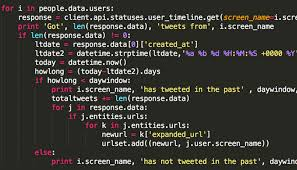 for i in people.data.users:
    response = client.api.statuses.user_timeline.get(screen_name=i.scre
    print 'Got', len(response.data), 'tweets from', i.screen_name
    if len(response.data) != 0:
        ltdate = response.data[0]['created_at']
        ltdate2 = datetime.strptime(ltdate,'%a %b %d %H:%M:%S +0000 %Y'
        today = datetime.now()
        howlong = (today-ltdate2).days
        if howlong < daywindow:
            print i.screen_name, 'has tweeted in the past' , daywindow,
            totaltweets += len(response.data)
            for j in response.data:
                if j.entities.urls:
                    for k in j.entities.urls:
                        newurl = k['expanded_url']
                        urlset.add((newurl, j.user.screen_name))
        else:
            print i.screen_name, 'has not tweeted in the past', daywind